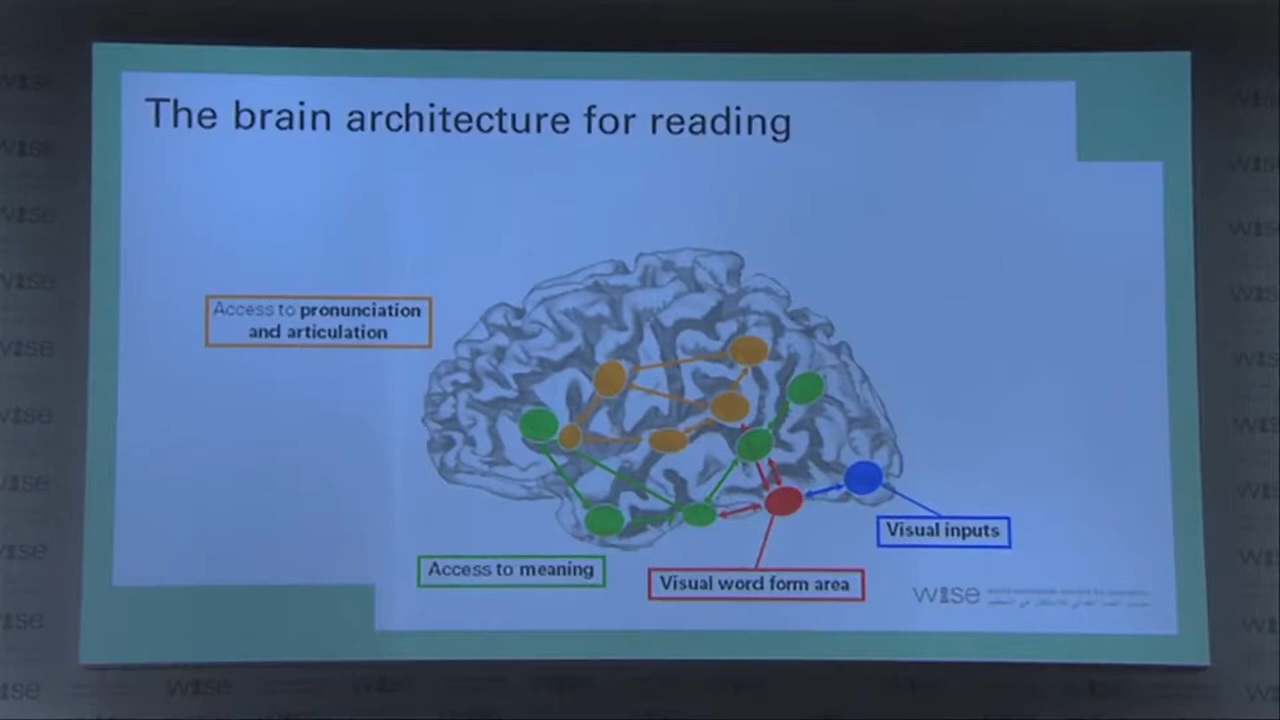 The brain architecture for reading
Access to pronunciation
and articulation
Visual inputs
Access to meaning
Visual word form area
wise